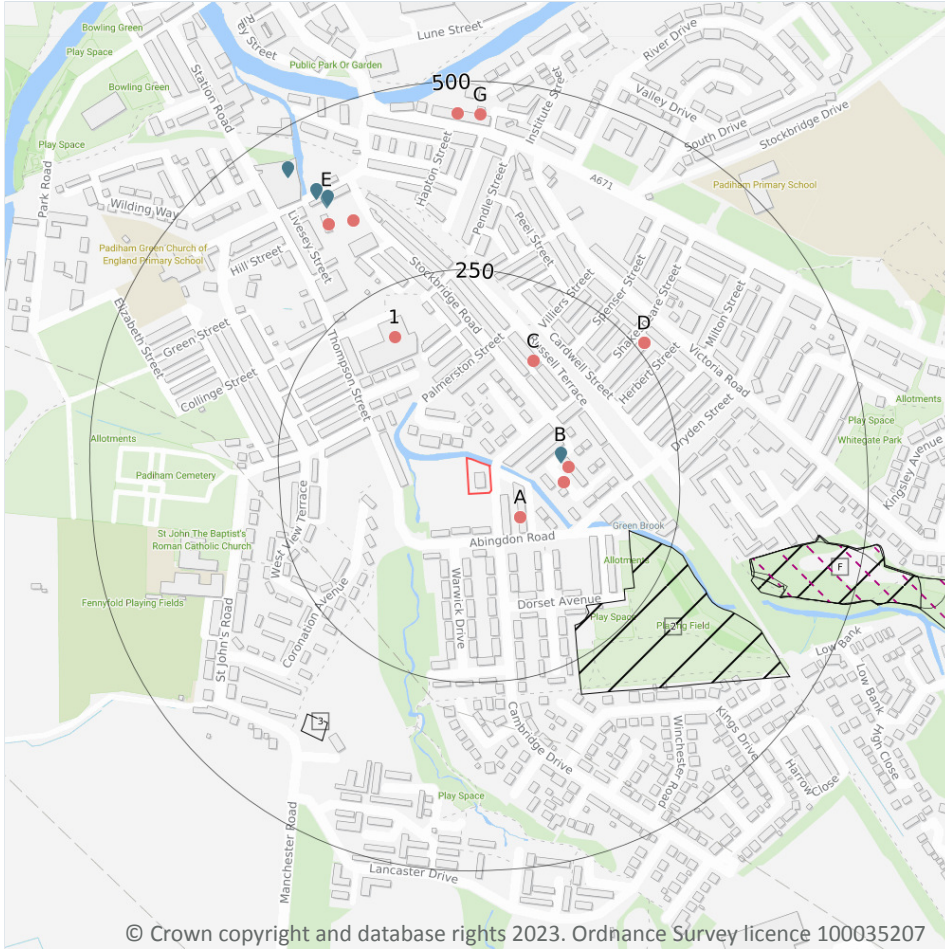 Bowling Green
Play Space
Ray Street
Lune Street
Public Park Or Garden
River Drive
Station Road
Bowling Green
500
G
Institute Street
Valley Drive
South Drive
Stockbridge Drive
Play Space
Park Road
Hapton Street
Pendle Street
A671
Padiham Primary School
E
Wilding Way
Livesey Street
Peel Street
Padiham Green Church of
England Primary School
Hill Street
Stockbridge Road
250
Villiers Street
Spenser Street
Shakespeare Street
Milton Street
Elizabeth Street
Green Street
1
Thompson Street
Palmerston Street
C
Russell Terrace
Cardwell Street
D
Herbert Street
Victoria Road
Collinge Street
Allotments
Play Space
Whitegate Park
Dryden Street
Kingsley Avenue
Allotments
Padiham Cemetery
B
West View Terrace
A
St John The Baptist's
Roman Catholic Church
Abingdon Road
Green Brook
Allotments
F
Fennyfold Playing Fields
St John's Road
Coronation Avenue
Warwick Drive
Dorset Avenue
Play Space
Playing Field
Low Bank
Low Bank
High Close
3
Cambridge Drive
Winchester Road
Kings Drive
Harrow Close
Manchester Road
Play Space
Lancaster Drive
© Crown copyright and database rights 2023. Ordnance Survey licence 100035207